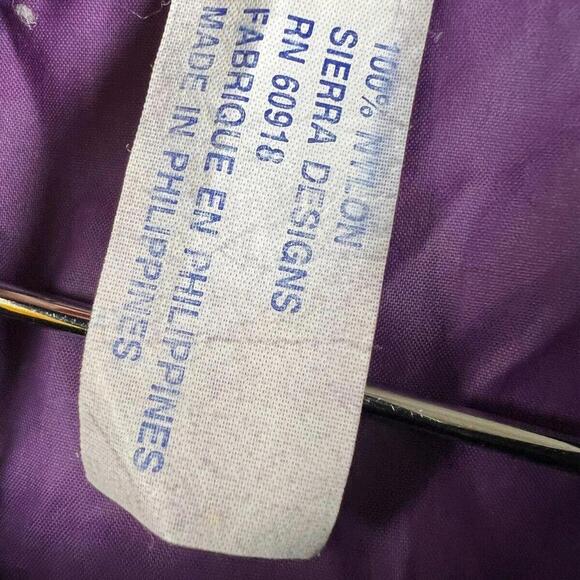 100% NYLON
SIERRA DESIGNS
RN 60918
FABRIQUE EN PHILIPPINES
MADE IN PHILIPPINES